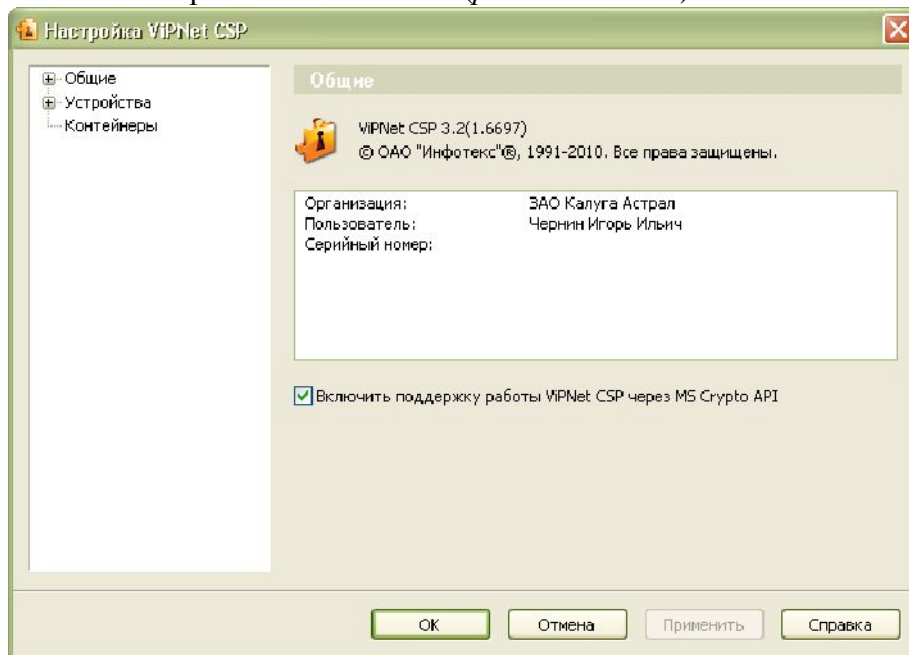 Настройка ViPNet CSP
Общие
Устройства
Контейнеры
Общие
ViPNet CSP 3.2(1.6697)
© ОАО "Инфотекс"®, 1991-2010. Все права защищены.
Организация: ЗАО Калуга Астрал
Пользователь: Чернин Игорь Ильич
Серийный номер:
Включить поддержку работы ViPNet CSP через MS Crypto API
ОК Отмена Применить Справка